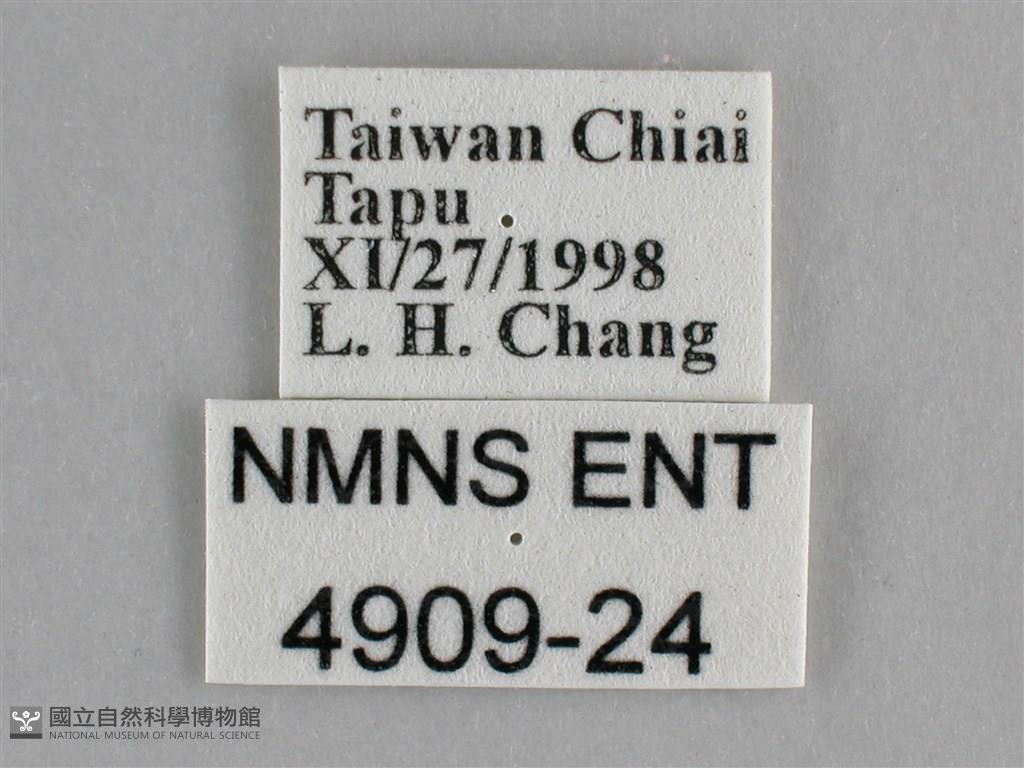 Taiwan Chiai
Tapu
XI/27/1998
L. H. Chang
NMNS ENT
4909-24
國立自然科學博物館
NATIONAL MUSEUM OF NATURAL SCIENCE